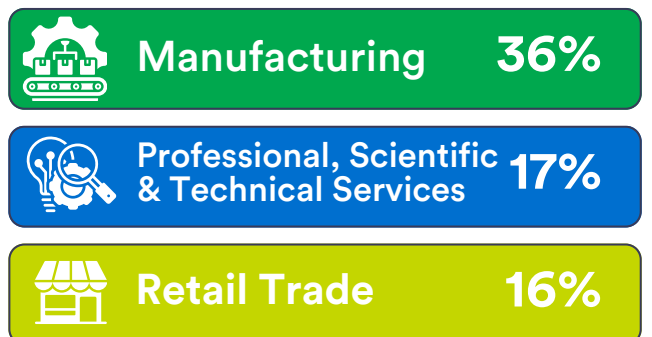 Manufacturing 36%
Professional, Scientific
& Technical Services 17%
Retail Trade 16%